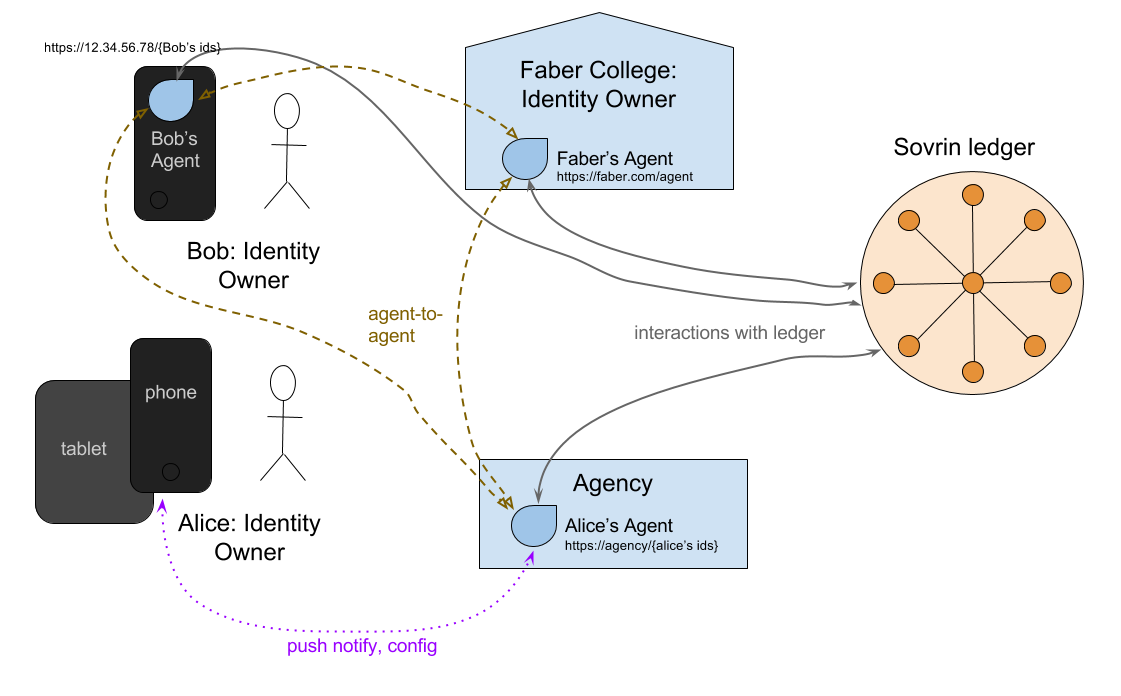 https://12.34.56.78/{Bob's ids}
Bob's
Agent
Bob: Identity
Owner
Faber College:
Identity Owner
Faber's Agent
https://faber.com/agent
Sovrin ledger
agent-to-
agent
interactions with ledger
phone
tablet
Alice: Identity
Owner
Agency
Alice's Agent
https://agency/{alice's ids}
push notify, config